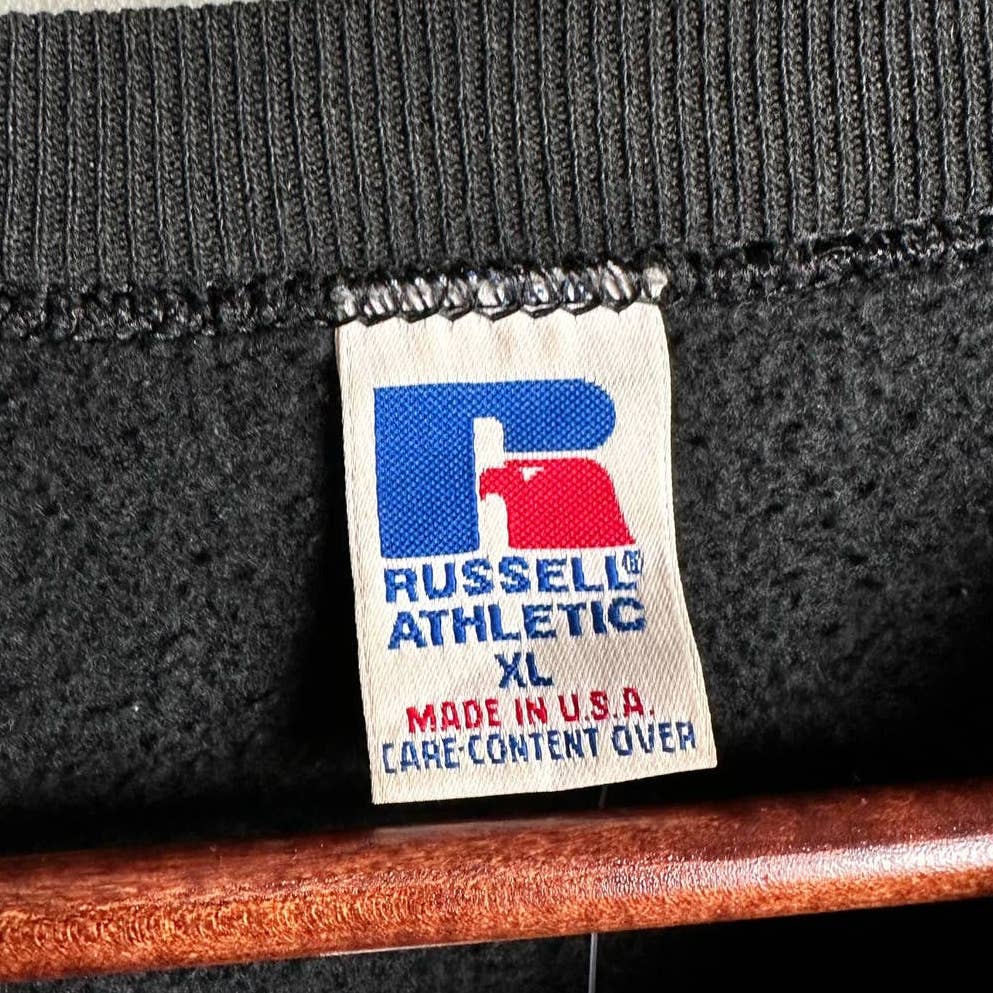 RUSSELL®
ATHLETIC
XL
MADE IN U.S.A.
CARE-CONTENT OVER